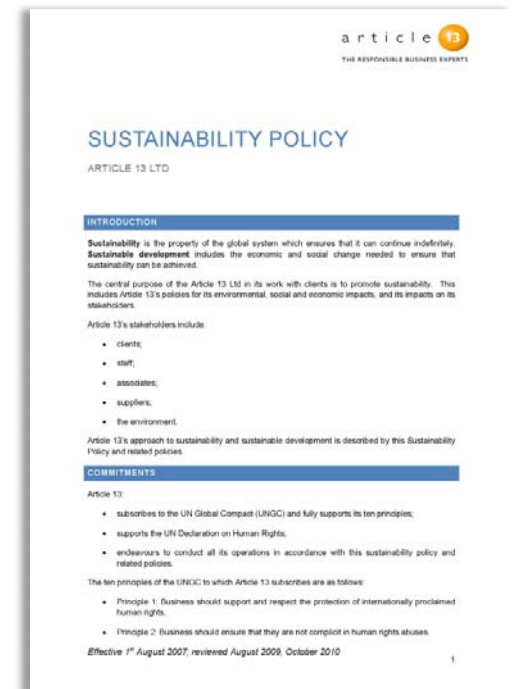 article 13
THE RESPONSIBLE BUSINESS EXPERTS
SUSTAINABILITY POLICY
ARTICLE 13 LTD
INTRODUCTION
Sustainability is the property of the global system which ensures that it can continue indefinitely.
Sustainable development includes the economic and social change needed to ensure that
sustainability can be achieved.
The central purpose of the Article 13 Ltd in its work with clients is to promote sustainability. This
includes Article 13's policies for its environmental, social and economic impacts, and its impacts on its
stakeholders.
Article 13's stakeholders include:
• clients;
• staff;
• associates;
• suppliers;
• the environment.
Article 13's approach to sustainability and sustainable development is described by this Sustainability
Policy and related policies.
COMMITMENTS
Article 13:
• subscribes to the UN Global Compact (UNGC) and fully supports its ten principles;
• supports the UN Declaration on Human Rights;
• endeavours to conduct all its operations in accordance with this sustainability policy and
related policies.
The ten principles of the UNGC to which Article 13 subscribes are as follows:
• Principle 1: Business should support and respect the protection of internationally proclaimed
human rights.
• Principle 2: Business should ensure that they are not complicit in human rights abuses.
Effective 1st August 2007, reviewed August 2009, October 2010
1